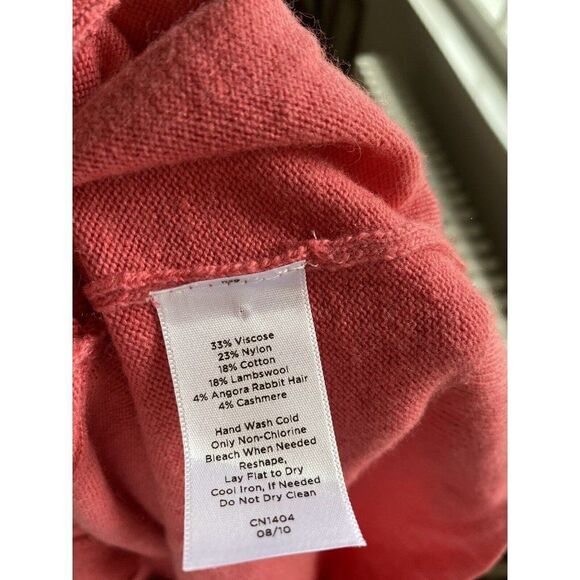 33% Viscose
23% Nylon
18% Cotton
18% Lambswool
4% Angora Rabbit Hair
4% Cashmere
Hand Wash Cold
Only Non-Chlorine
Bleach When Needed
Reshape,
Lay Flat to Dry
Cool Iron, If Needed
Do Not Dry Clean
CN1404
08/10